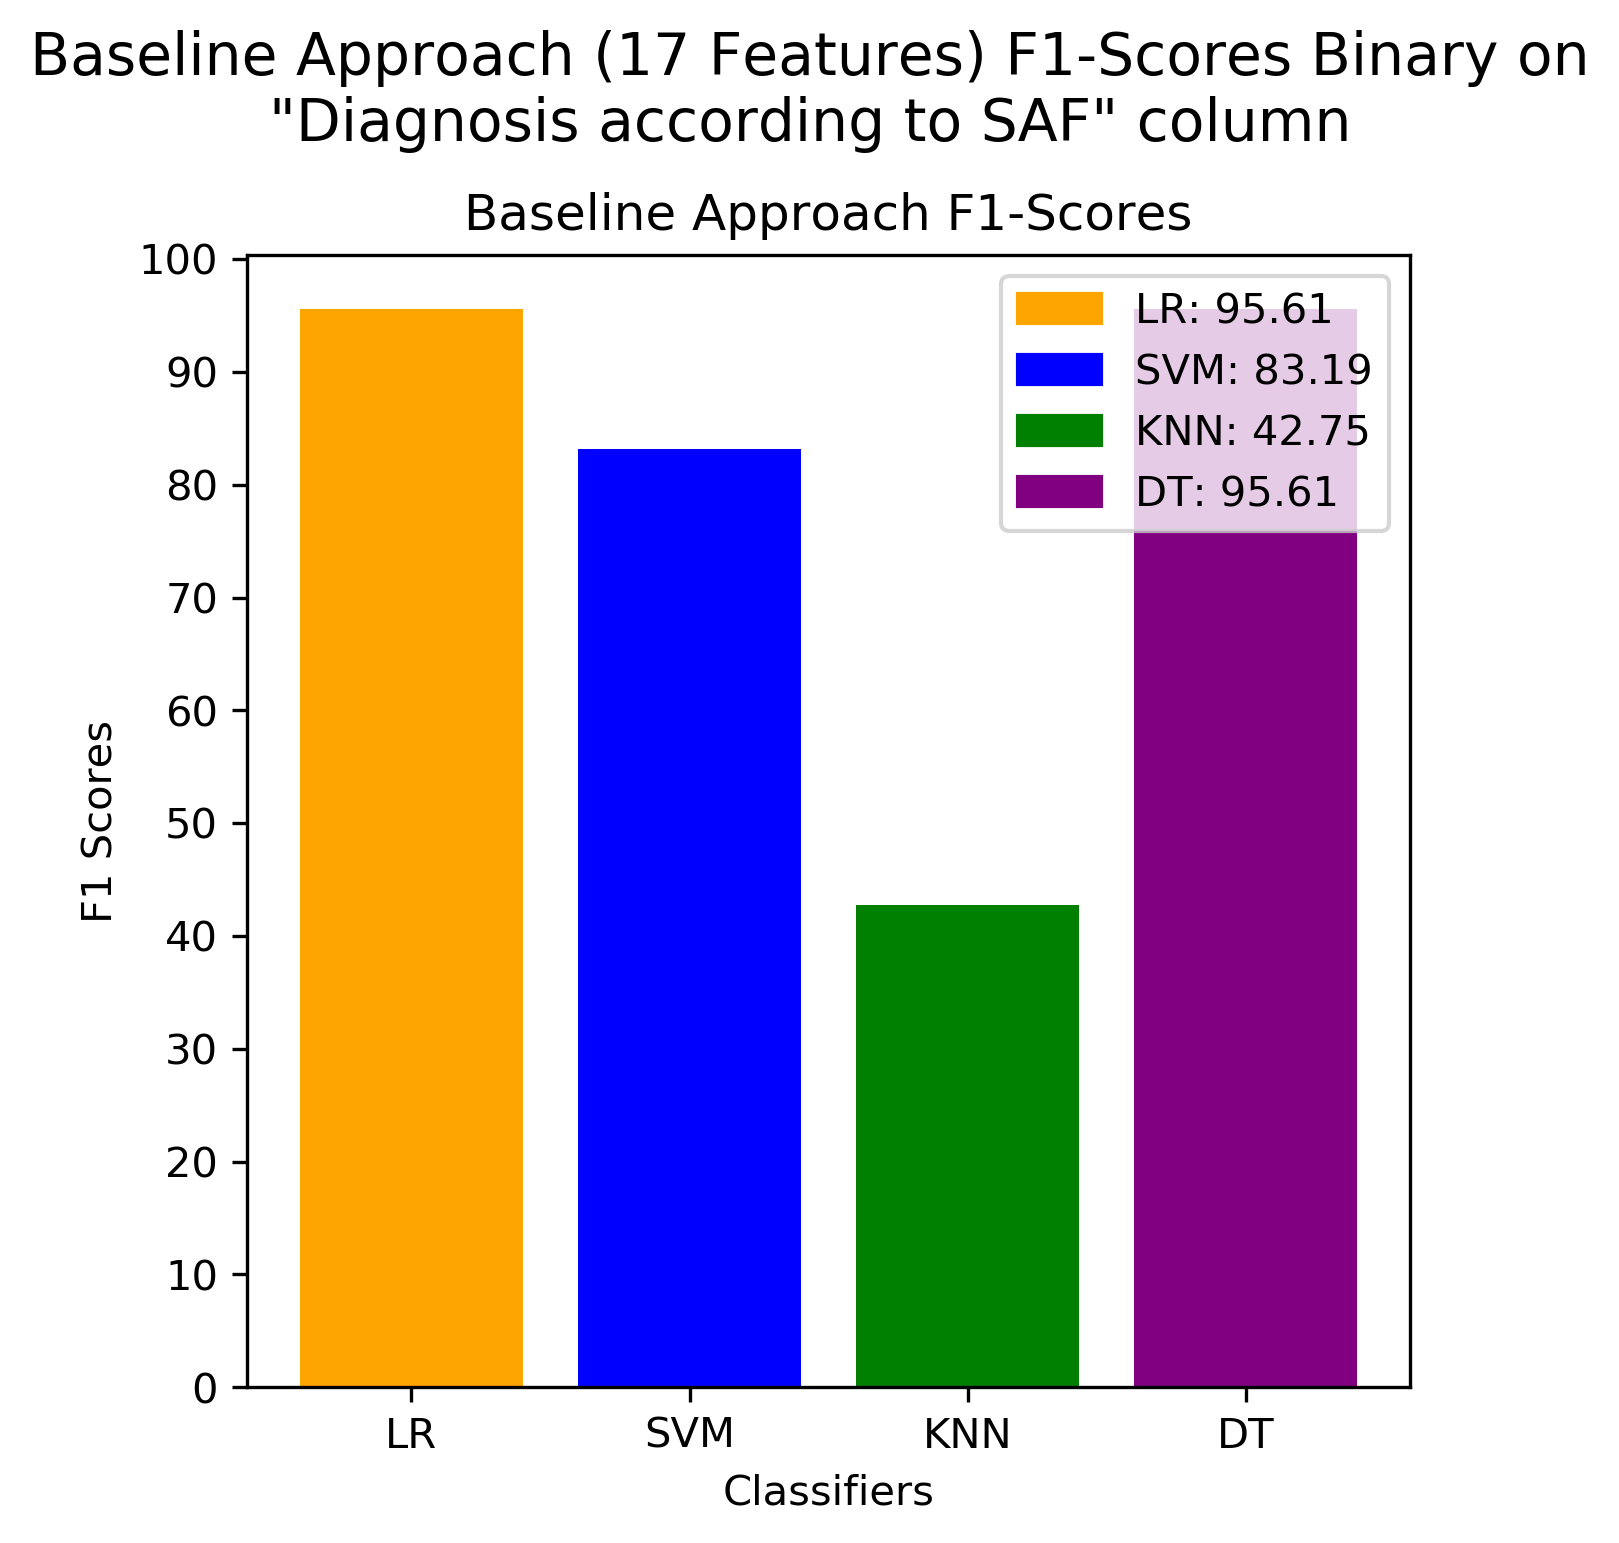 Baseline Approach (17 Features) F1-Scores Binary on
"Diagnosis according to SAF" column
Baseline Approach F1-Scores
100
90
80
70
60
50
40
30
20
10
0
F1 Scores
LR: 95.61
SVM: 83.19
KNN: 42.75
DT: 95.61
LR SVM KNN DT
Classifiers